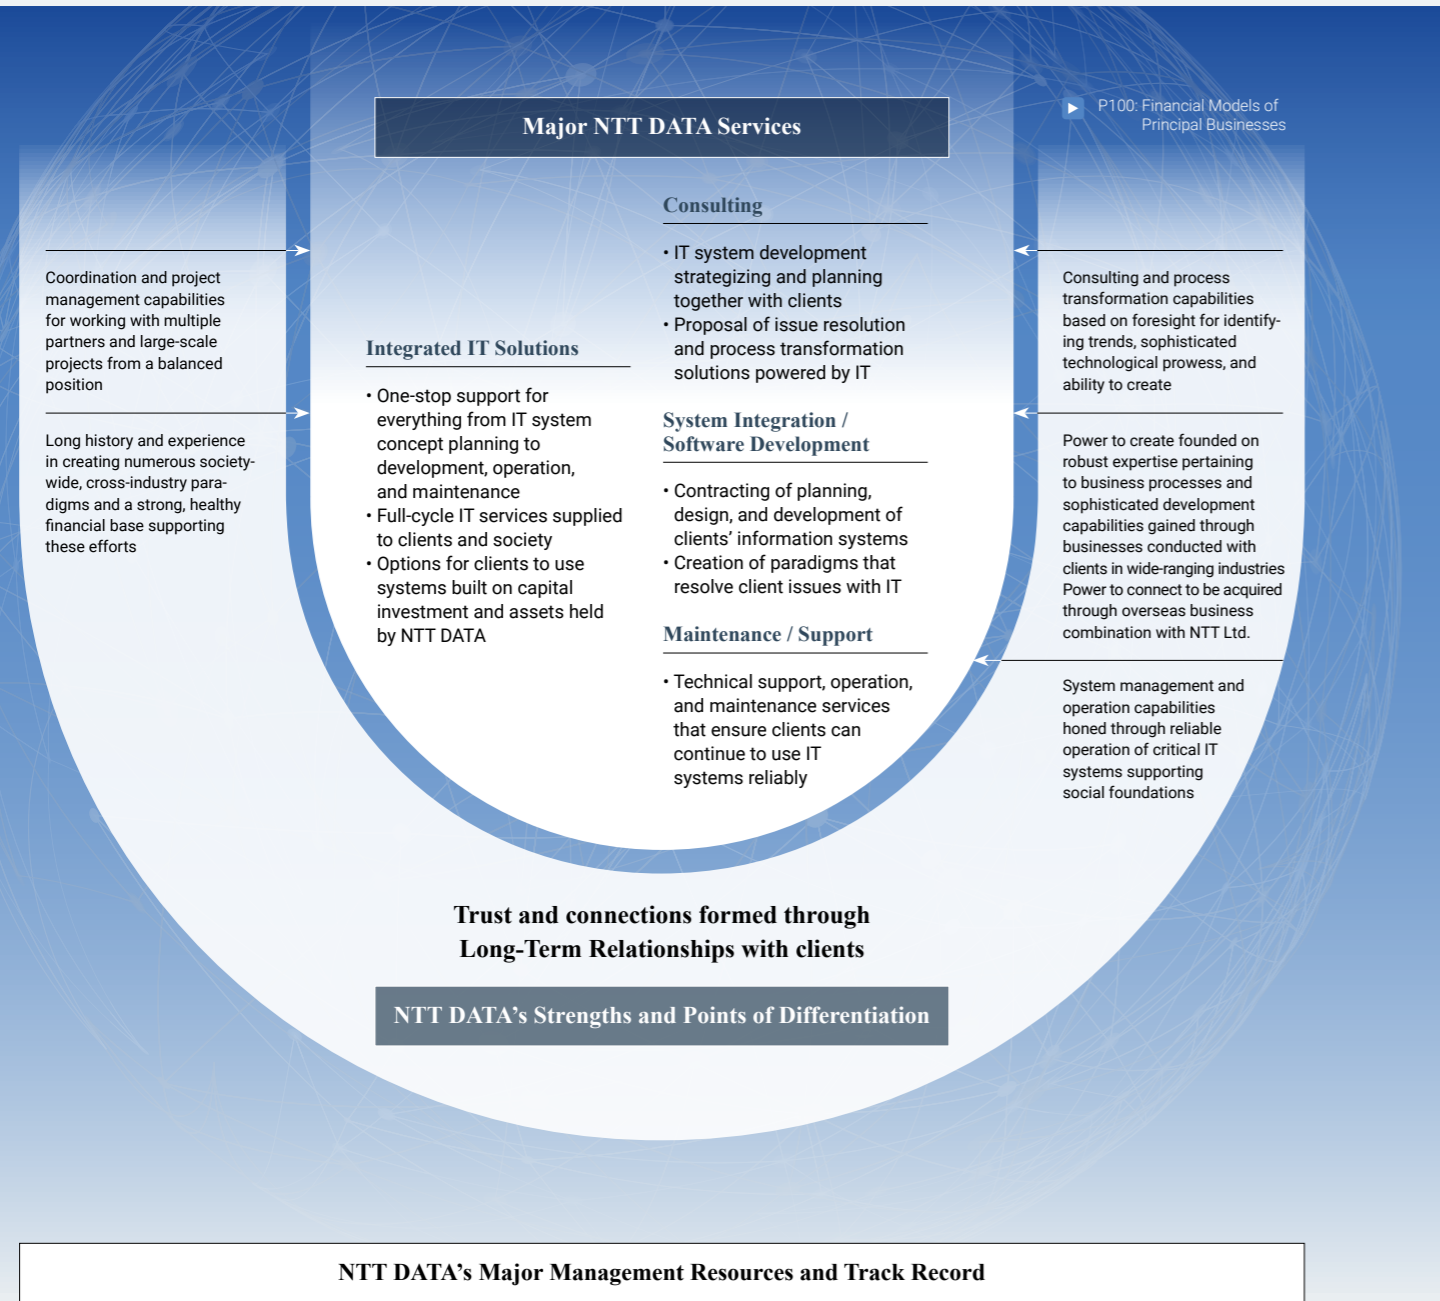 Major NTT DATA Services
P100: Financial Models of
Principal Businesses
Coordination and project
management capabilities
for working with multiple
partners and large-scale
projects from a balanced
position
Long history and experience
in creating numerous society-
wide, cross-industry para-
digms and a strong, healthy
financial base supporting
these efforts
Integrated IT Solutions
• One-stop support for
everything from IT system
concept planning to
development, operation,
and maintenance
• Full-cycle IT services supplied
to clients and society
• Options for clients to use
systems built on capital
investment and assets held
by NTT DATA
Consulting
• IT system development
strategizing and planning
together with clients
• Proposal of issue resolution
and process transformation
solutions powered by IT
System Integration /
Software Development
• Contracting of planning,
design, and development of
clients’ information systems
• Creation of paradigms that
resolve client issues with IT
Maintenance / Support
• Technical support, operation,
and maintenance services
that ensure clients can
continue to use IT
systems reliably
Consulting and process
transformation capabilities
based on foresight for identify-
ing trends, sophisticated
technological prowess, and
ability to create
Power to create founded on
robust expertise pertaining
to business processes and
sophisticated development
capabilities gained through
businesses conducted with
clients in wide-ranging industries
Power to connect to be acquired
through overseas business
combination with NTT Ltd.
System management and
operation capabilities
honed through reliable
operation of critical IT
systems supporting
social foundations
Trust and connections formed through
Long-Term Relationships with clients
NTT DATA’s Strengths and Points of Differentiation
NTT DATA’s Major Management Resources and Track Record